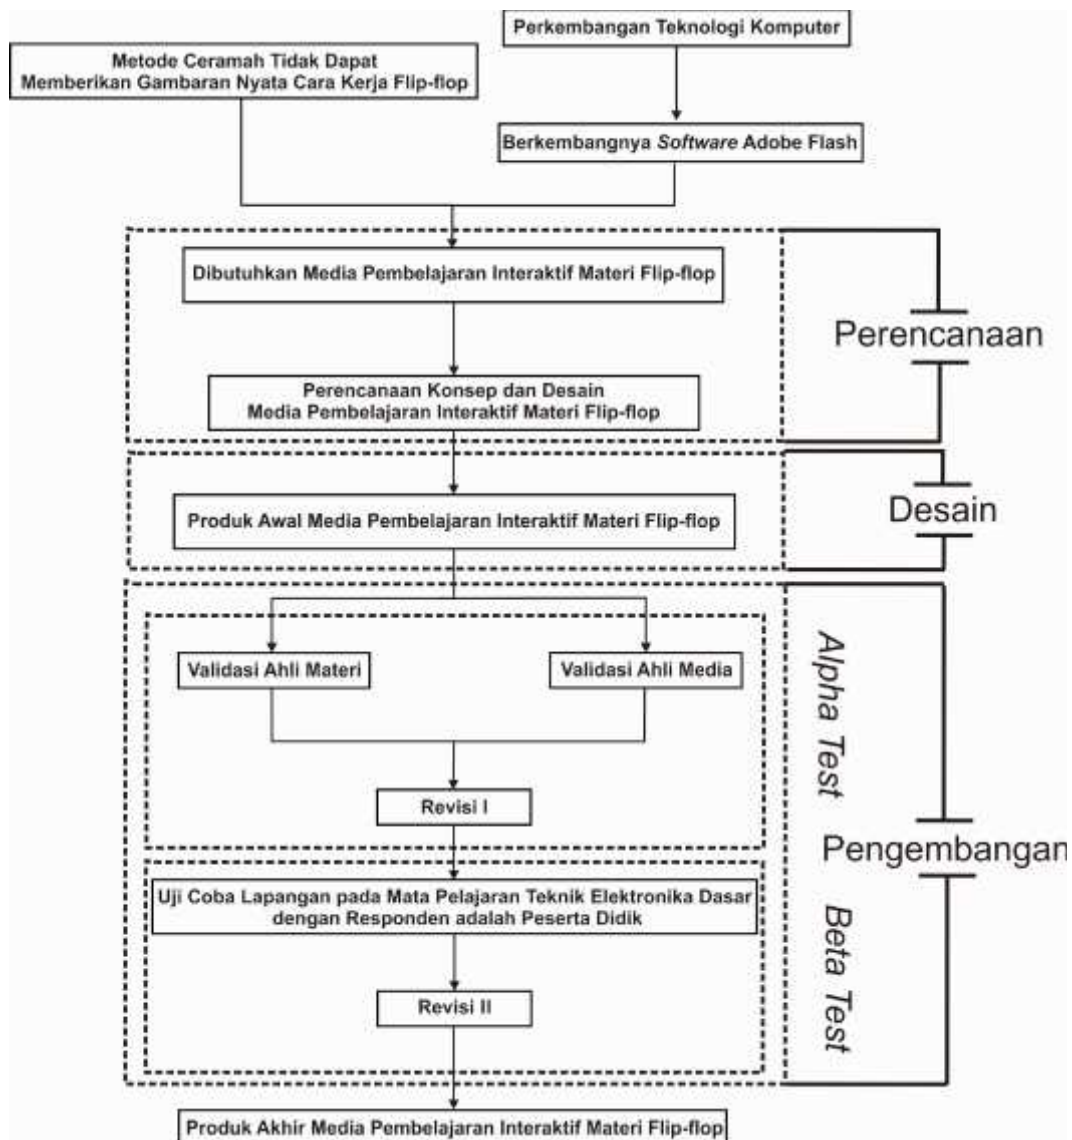 Perkembangan Teknologi Komputer
Metode Ceramah Tidak Dapat
Memberikan Gambaran Nyata Cara Kerja Flip-flop
Berkembangnya Software Adobe Flash
Dibutuhkan Media Pembelajaran Interaktif Materi Flip-flop
Perencanaan
Perencanaan Konsep dan Desain
Media Pembelajaran Interaktif Materi Flip-flop
Produk Awal Media Pembelajaran Interaktif Materi Flip-flop
Desain
Validasi Ahli Materi
Validasi Ahli Media
Alpha Test
Revisi I
Pengembangan
Uji Coba Lapangan pada Mata Pelajaran Teknik Elektronika Dasar
dengan Responden adalah Peserta Didik
Beta Test
Revisi II
Produk Akhir Media Pembelajaran Interaktif Materi Flip-flop